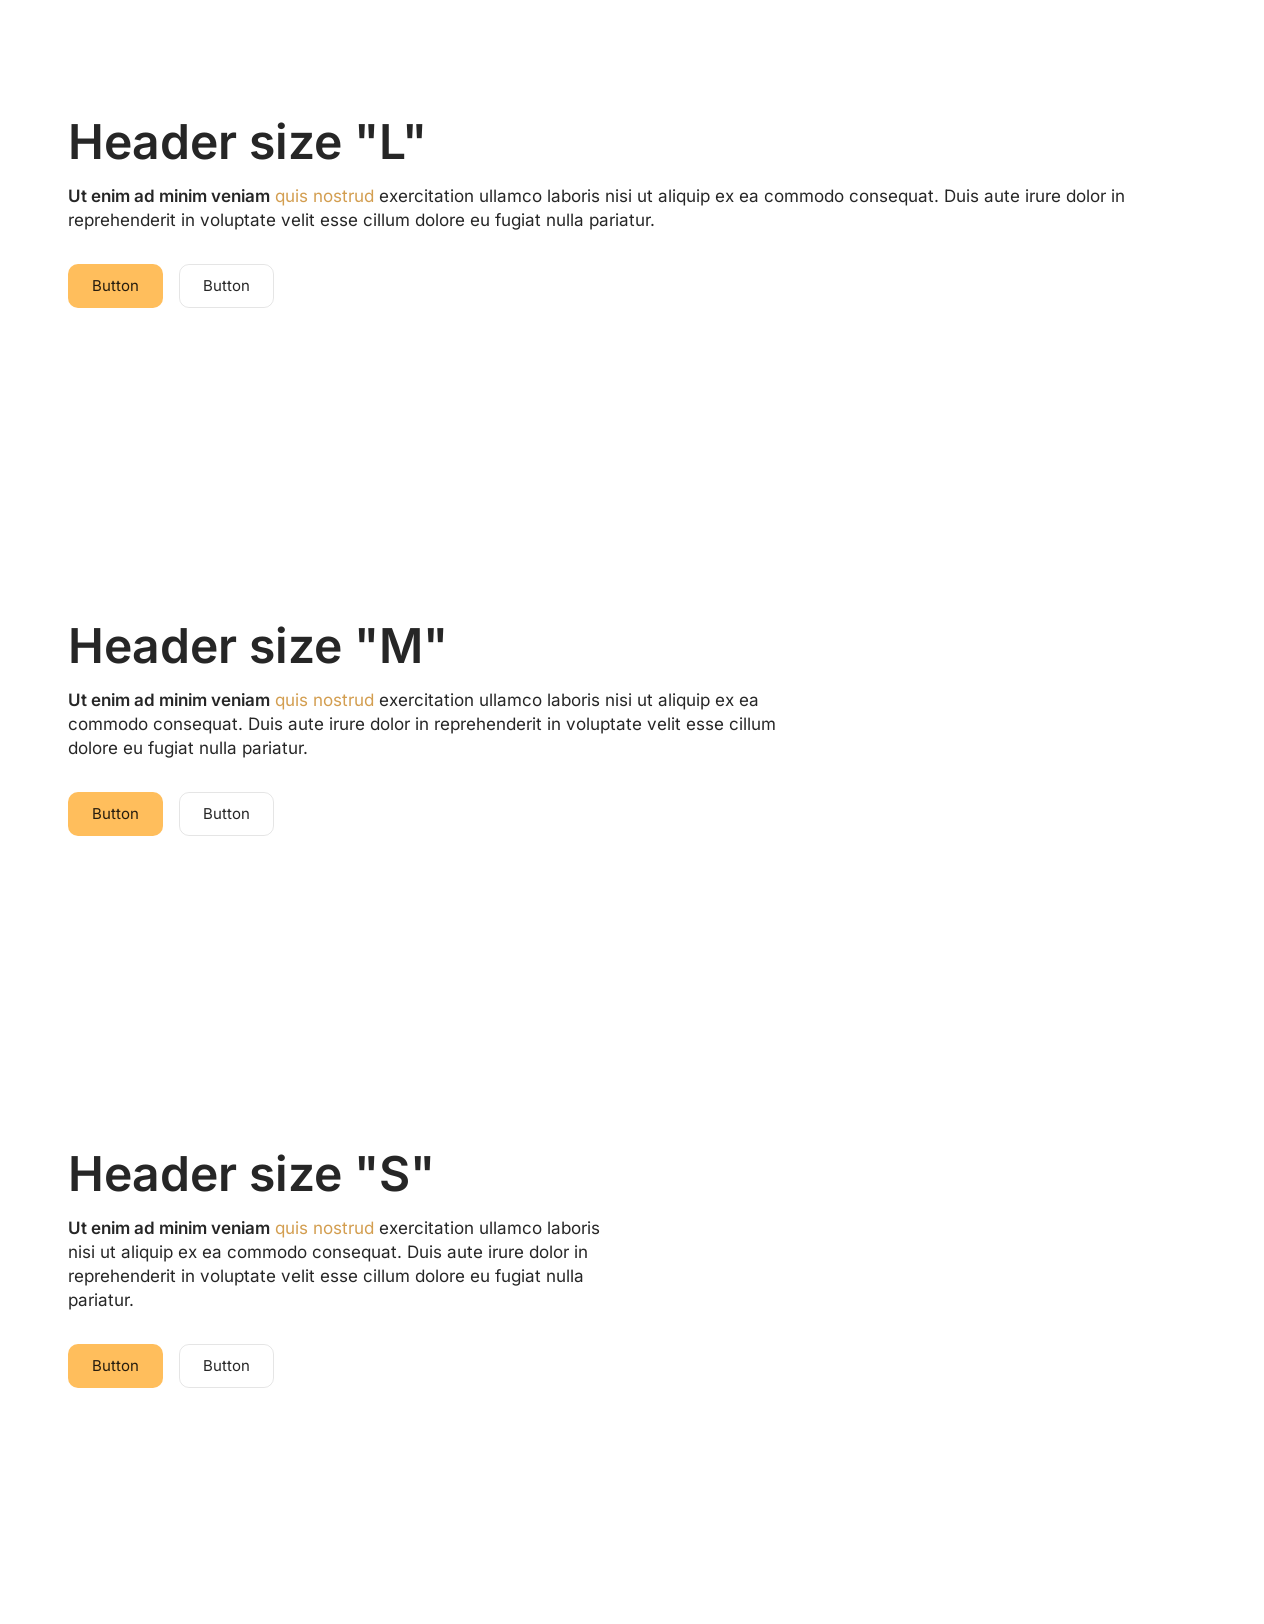 Header size "L"
Ut enim ad minim veniam quis nostrud exercitation ullamco laboris nisi ut aliquip ex ea commodo consequat. Duis aute irure dolor in
reprehenderit in voluptate velit esse cillum dolore eu fugiat nulla pariatur.
Button Button
Header size "M"
Ut enim ad minim veniam quis nostrud exercitation ullamco laboris nisi ut aliquip ex ea
commodo consequat. Duis aute irure dolor in reprehenderit in voluptate velit esse cillum
dolore eu fugiat nulla pariatur.
Button Button
Header size "S"
Ut enim ad minim veniam quis nostrud exercitation ullamco laboris
nisi ut aliquip ex ea commodo consequat. Duis aute irure dolor in
reprehenderit in voluptate velit esse cillum dolore eu fugiat nulla
pariatur.
Button Button